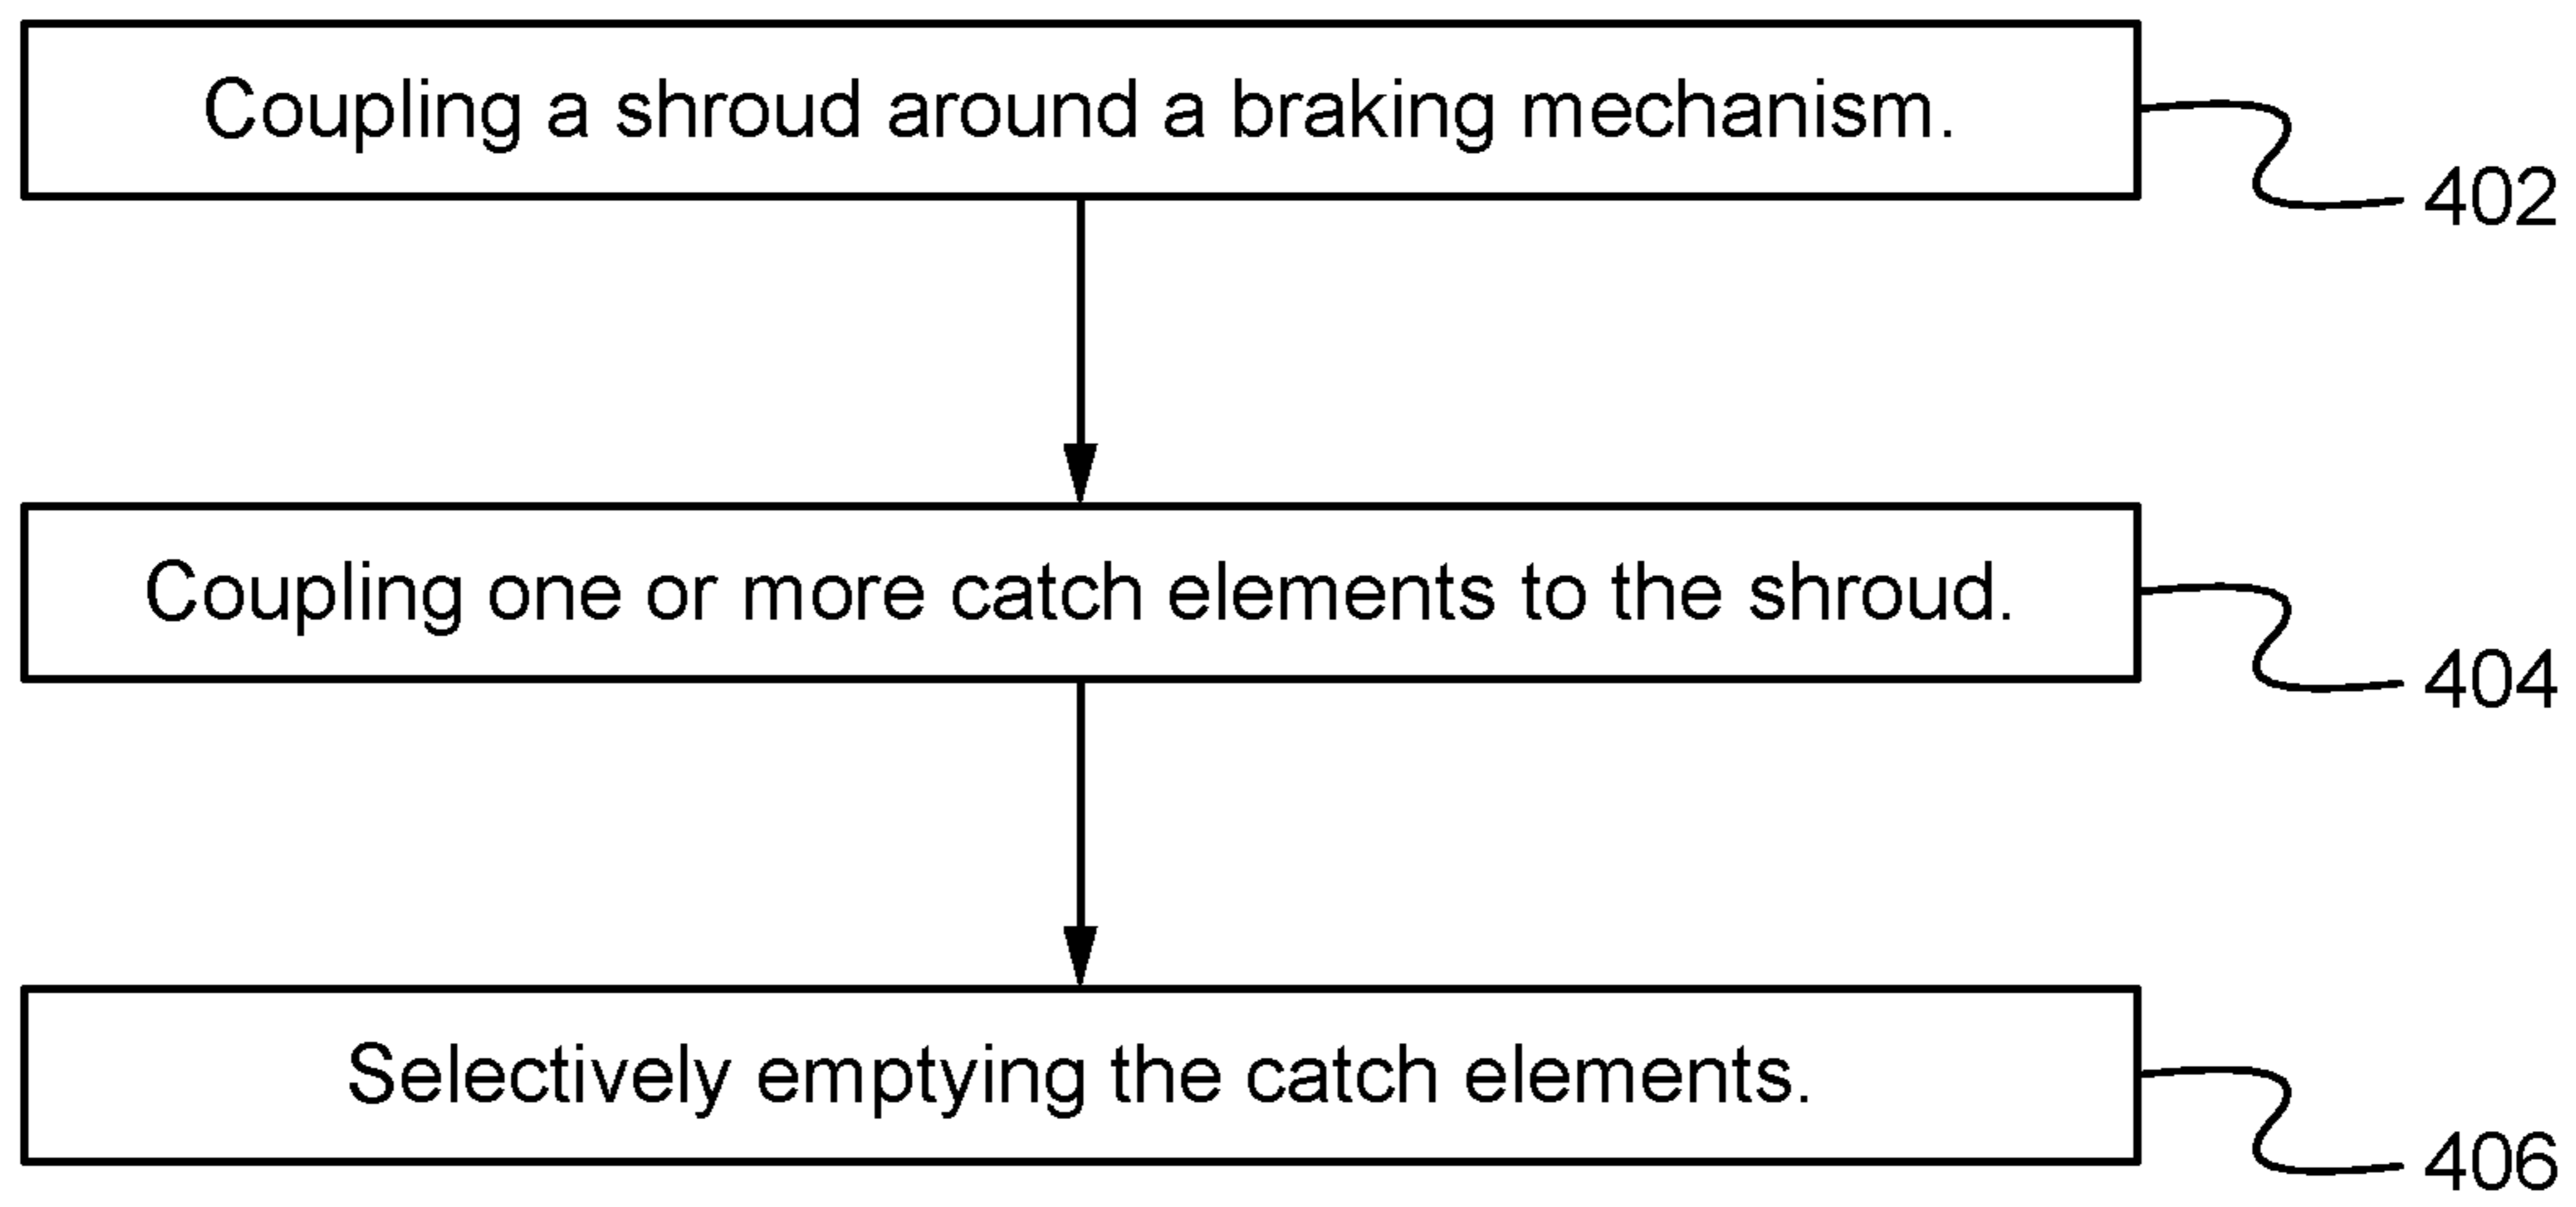 Coupling a shroud around a braking mechanism.
402
Coupling one or more catch elements to the shroud.
404
Selectively emptying the catch elements.
406